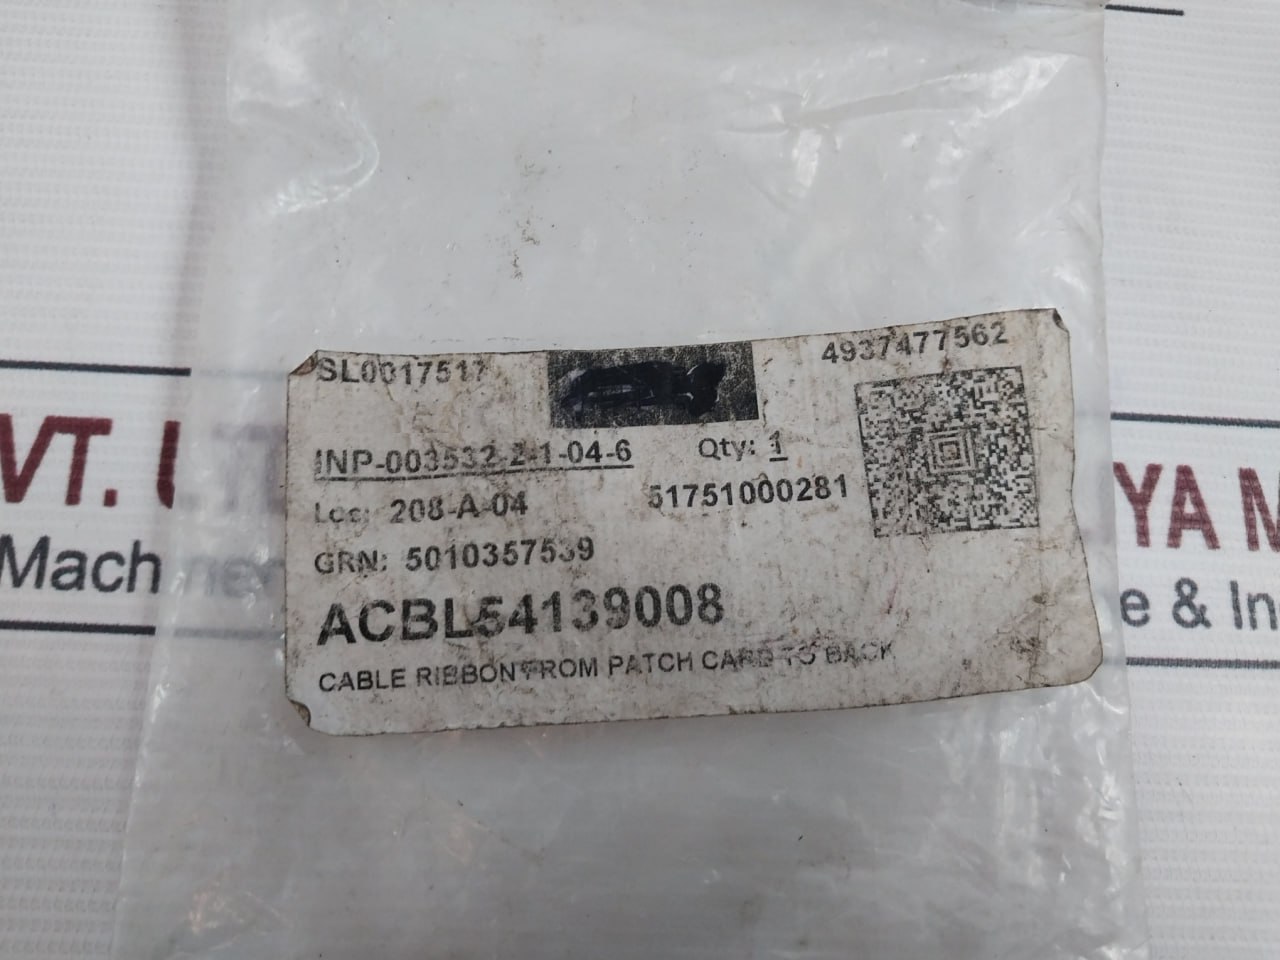 SL0017517
4937477562
INP-003532-2-1-04-6 Qty: 1
Loc: 208-A-04 51751000281
GRN: 5010357539
ACBL54139008
CABLE RIBBON FROM PATCH CARD TO BACK
VT.
YA M
Mach
e & In